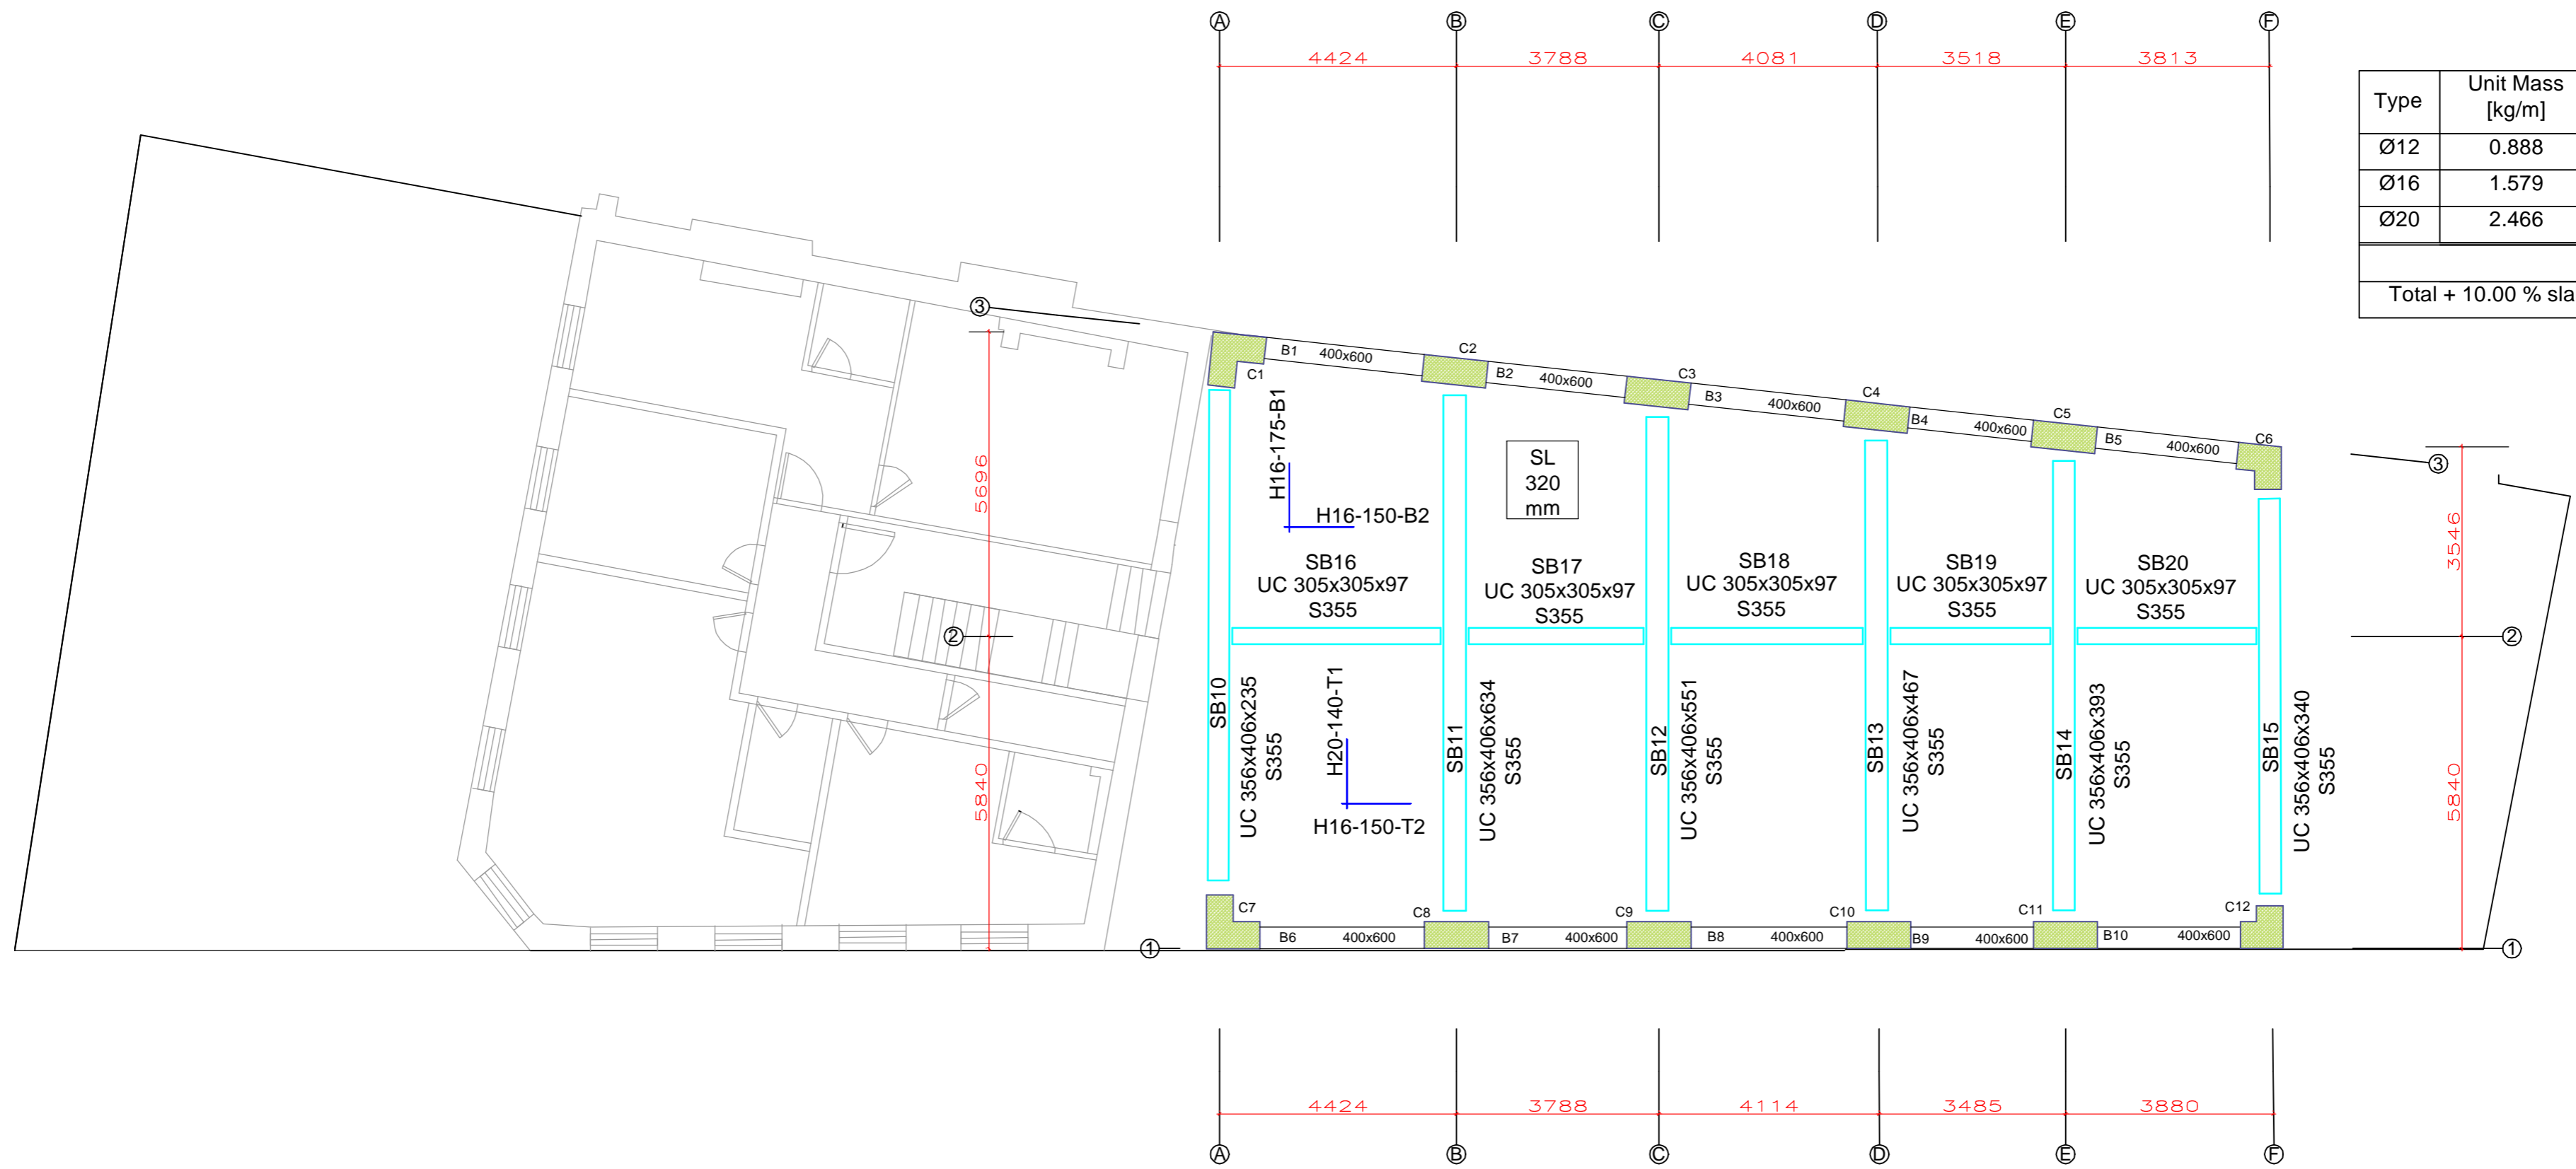 A B C D E F
4424 3788 4081 3518 3813
Type
Unit Mass
[kg/m]
Ø12 0.888
Ø16 1.579
Ø20 2.466
Total + 10.00 % sla
3
C2
B1 400x600
C1
B2 400x600
C3
B3 400x600
C4
B4 400x600
C5
B5 400x600
C6
3
5696
H16-175-B1
H16-150-B2
SL
320
mm
3546
SB16
UC 305x305x97
S355
SB17
UC 305x305x97
S355
SB18
UC 305x305x97
S355
SB19
UC 305x305x97
S355
SB20
UC 305x305x97
S355
2
2
5840
SB10
UC 356x406x235
S355
H20-140-T1
H16-150-T2
SB11
UC 356x406x634
S355
SB12
UC 356x406x551
S355
SB13
UC 356x406x467
S355
SB14
UC 356x406x393
S355
SB15
UC 356x406x340
S355
5840
C7 C8 C9 C10 C11 C12
1
B6 400x600 B7 400x600 B8 400x600 B9 400x600 B10 400x600
1
4424 3788 4114 3485 3880
A B C D E F